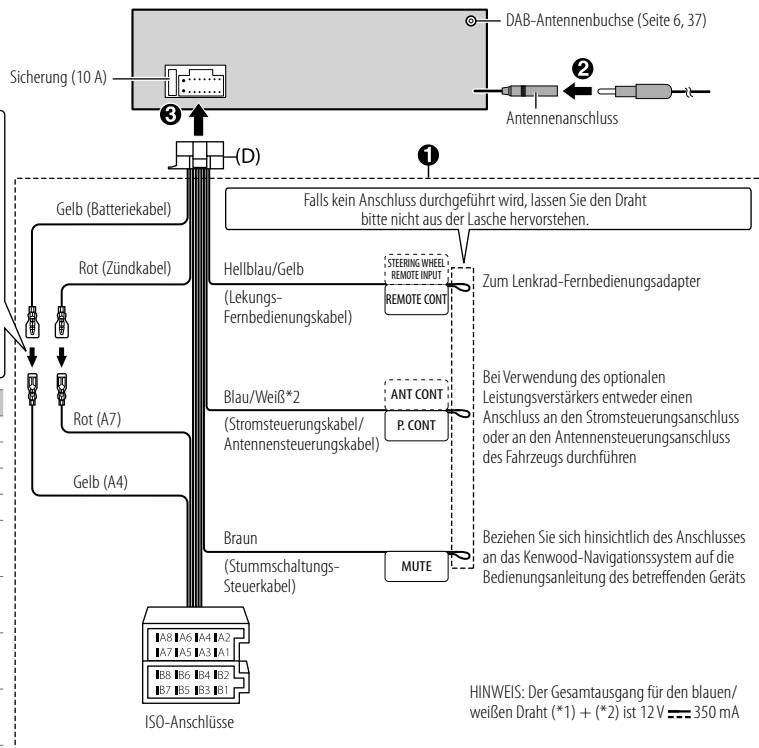 DAB-Antennenbuchse (Seite 6, 37)
Sicherung (10 A)
❷
❸
Antennenanschluss
(D)
❶
Gelb (Batteriekabel)
Falls kein Anschluss durchgeführt wird, lassen Sie den Draht
bitte nicht aus der Lasche hervorstehen.
Rot (Zündkabel)
Hellblau/Gelb
(Lekungs-
Fernbedienungskabel)
STEERING WHEEL
REMOTE INPUT
REMOTE CONT
Zum Lenkrad-Fernbedienungsadapter
Blau/Weiß*2
(Stromsteuerungskabel/
Antennensteuerungskabel)
ANT CONT
P. CONT
Bei Verwendung des optionalen
Leistungsverstärkers entweder einen
Anschluss an den Stromsteuerungsanschluss
oder an den Antennensteuerungsanschluss
des Fahrzeugs durchführen
Rot (A7)
Gelb (A4)
Braun
(Stummschaltungs-
Steuerkabel)
MUTE
Beziehen Sie sich hinsichtlich des Anschlusses
an das Kenwood-Navigationssystem auf die
Bedienungsanleitung des betreffenden Geräts
A8 A6 A4 A2
A7 A5 A3 A1
B8 B6 B4 B2
B7 B5 B3 B1
ISO-Anschlüsse
HINWEIS: Der Gesamtausgang für den blauen/
weißen Draht (*1) + (*2) ist 12 V ⎓ 350 mA